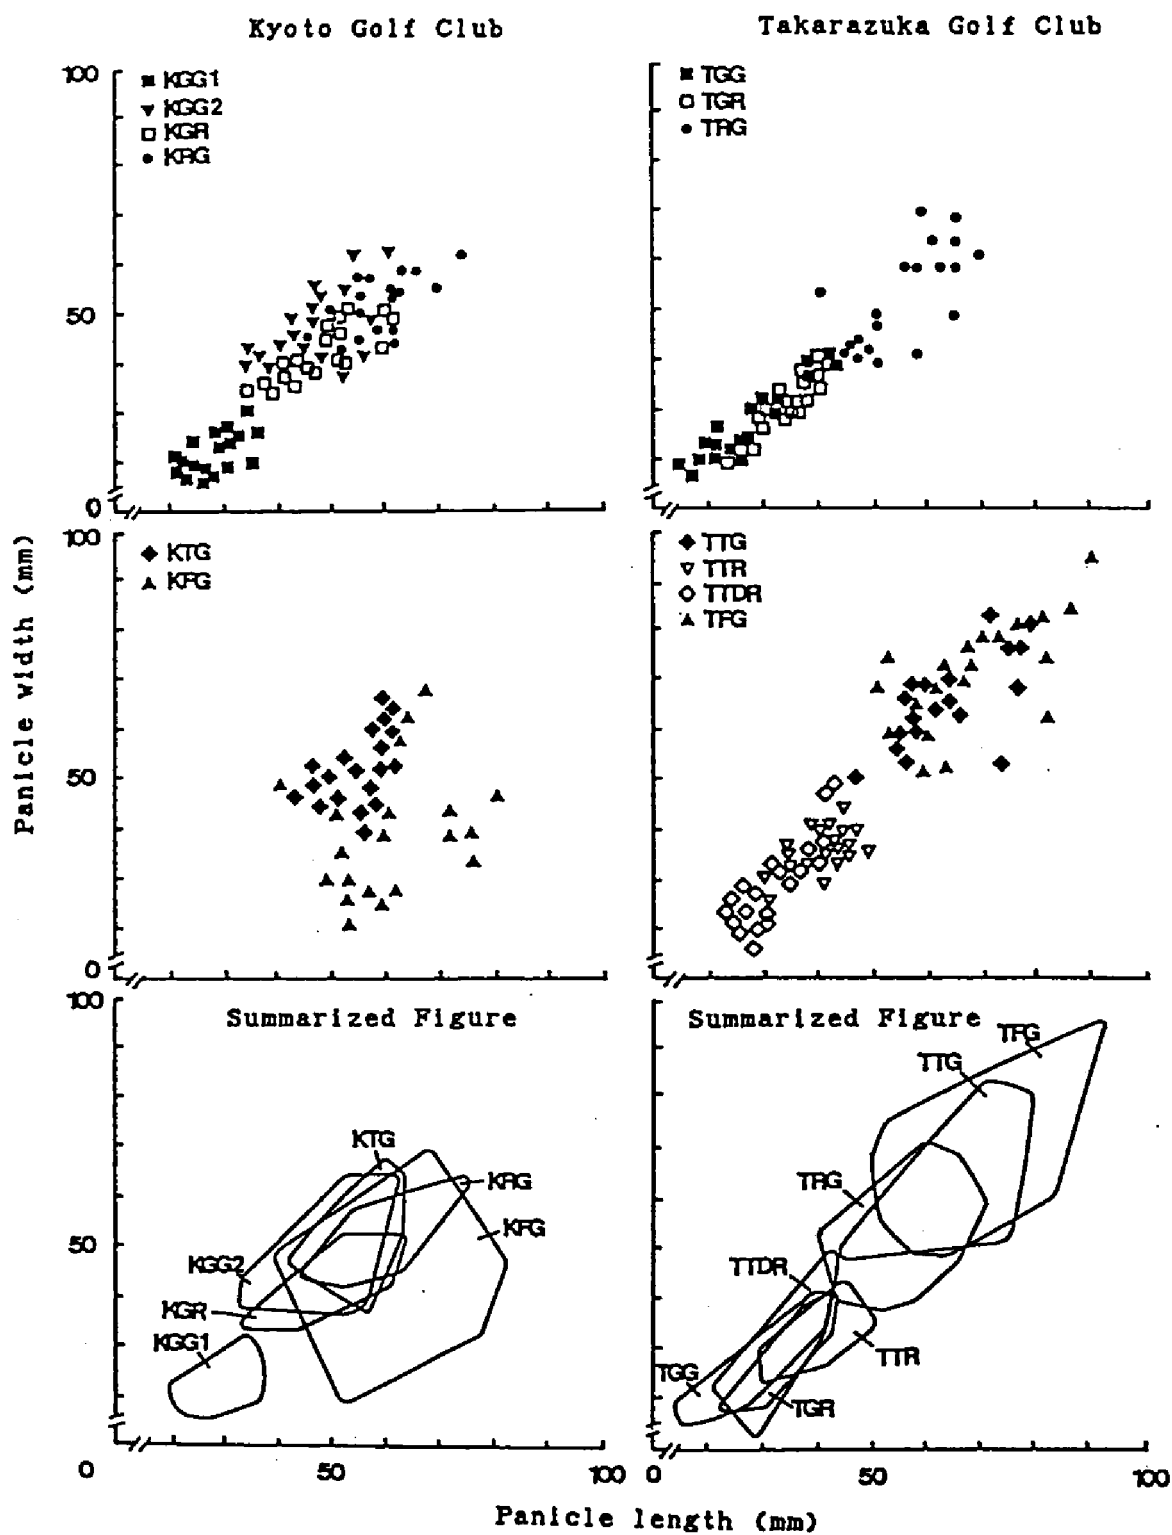 Kyoto Golf Club
Takarazuka Golf Club
100
KGG1
KGG2
KGR
KRG
50
0
TGG
TGR
TRG
100
KTG
KFG
50
0
TTG
TTR
TTDR
TFG
Panicle width (mm)
100
Summarized Figure
KTG
KRG
KFG
50
KGG2
KGR
KGG1
0
50
100
Summarized Figure
TFG
TTG
TRG
TTDR
TTR
TGG
TGR
0
50
100
Panicle length (mm)